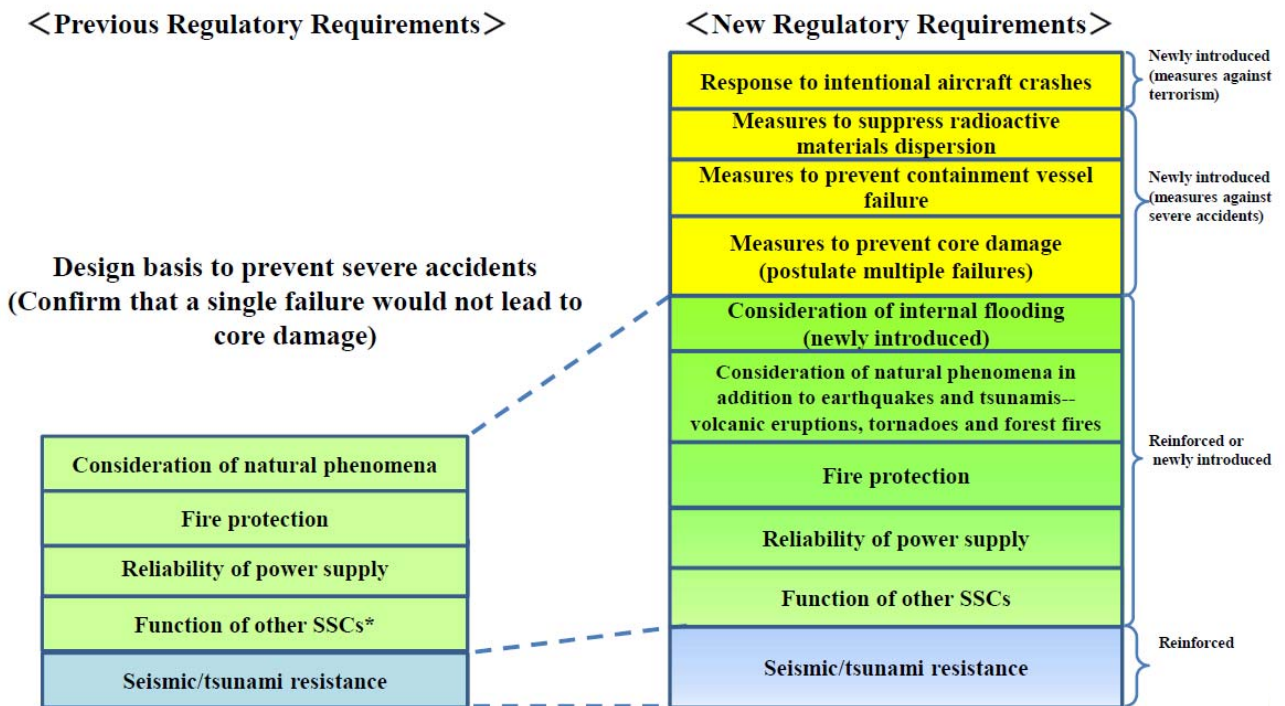 ＜Previous Regulatory Requirements＞
Design basis to prevent severe accidents
(Confirm that a single failure would not lead to
core damage)
Consideration of natural phenomena
Fire protection
Reliability of power supply
Function of other SSCs*
Seismic/tsunami resistance
＜New Regulatory Requirements＞
Response to intentional aircraft crashes
Measures to suppress radioactive
materials dispersion
Measures to prevent containment vessel
failure
Measures to prevent core damage
(postulate multiple failures)
Consideration of internal flooding
(newly introduced)
Consideration of natural phenomena in
addition to earthquakes and tsunamis--
volcanic eruptions, tornadoes and forest fires
Fire protection
Reliability of power supply
Function of other SSCs
Seismic/tsunami resistance
Newly introduced
(measures against
terrorism)
Newly introduced
(measures against
severe accidents)
Reinforced or
newly introduced
Reinforced